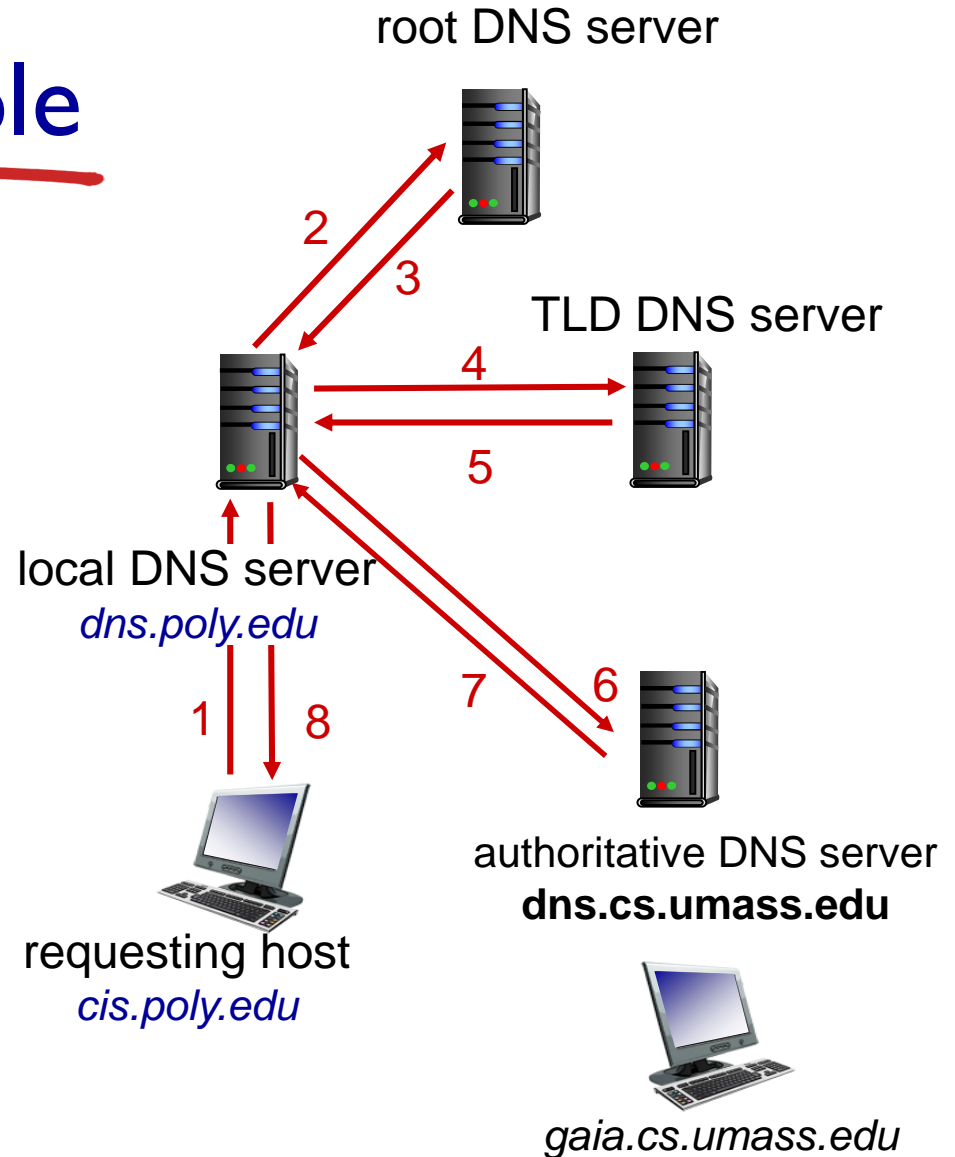 root DNS server
ple
2
3
TLD DNS server
4
5
local DNS server
dns.poly.edu
1
8
7
6
requesting host
cis.poly.edu
authoritative DNS server
dns.cs.umass.edu
gaia.cs.umass.edu